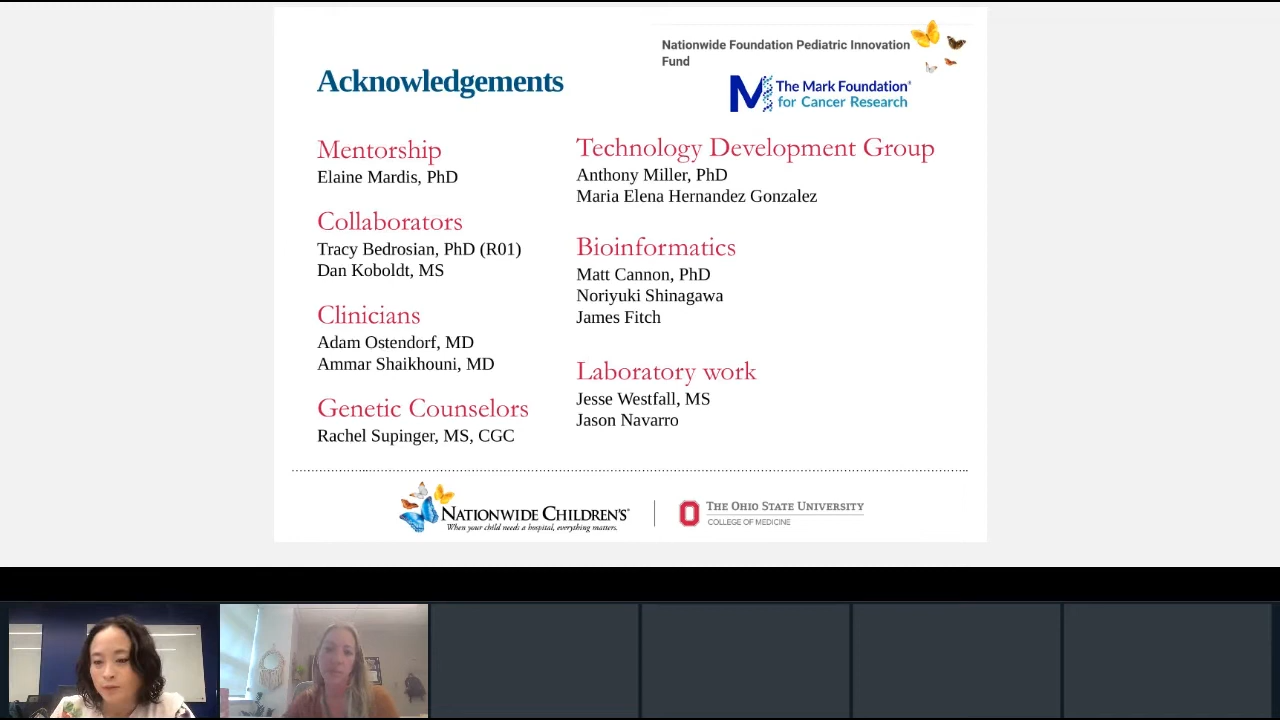 Nationwide Foundation Pediatric Innovation
Fund
Acknowledgements
The Mark Foundation®
for Cancer Research
Mentorship
Elaine Mardis, PhD
Collaborators
Tracy Bedrosian, PhD (R01)
Dan Koboldt, MS
Clinicians
Adam Ostendorf, MD
Ammar Shaikhouni, MD
Genetic Counselors
Rachel Supinger, MS, CGC
Technology Development Group
Anthony Miller, PhD
Maria Elena Hernandez Gonzalez
Bioinformatics
Matt Cannon, PhD
Noriyuki Shinagawa
James Fitch
Laboratory work
Jesse Westfall, MS
Jason Navarro
NATIONWIDE CHILDREN'S
When your child needs a hospital, everything matters.
THE OHIO STATE UNIVERSITY
COLLEGE OF MEDICINE